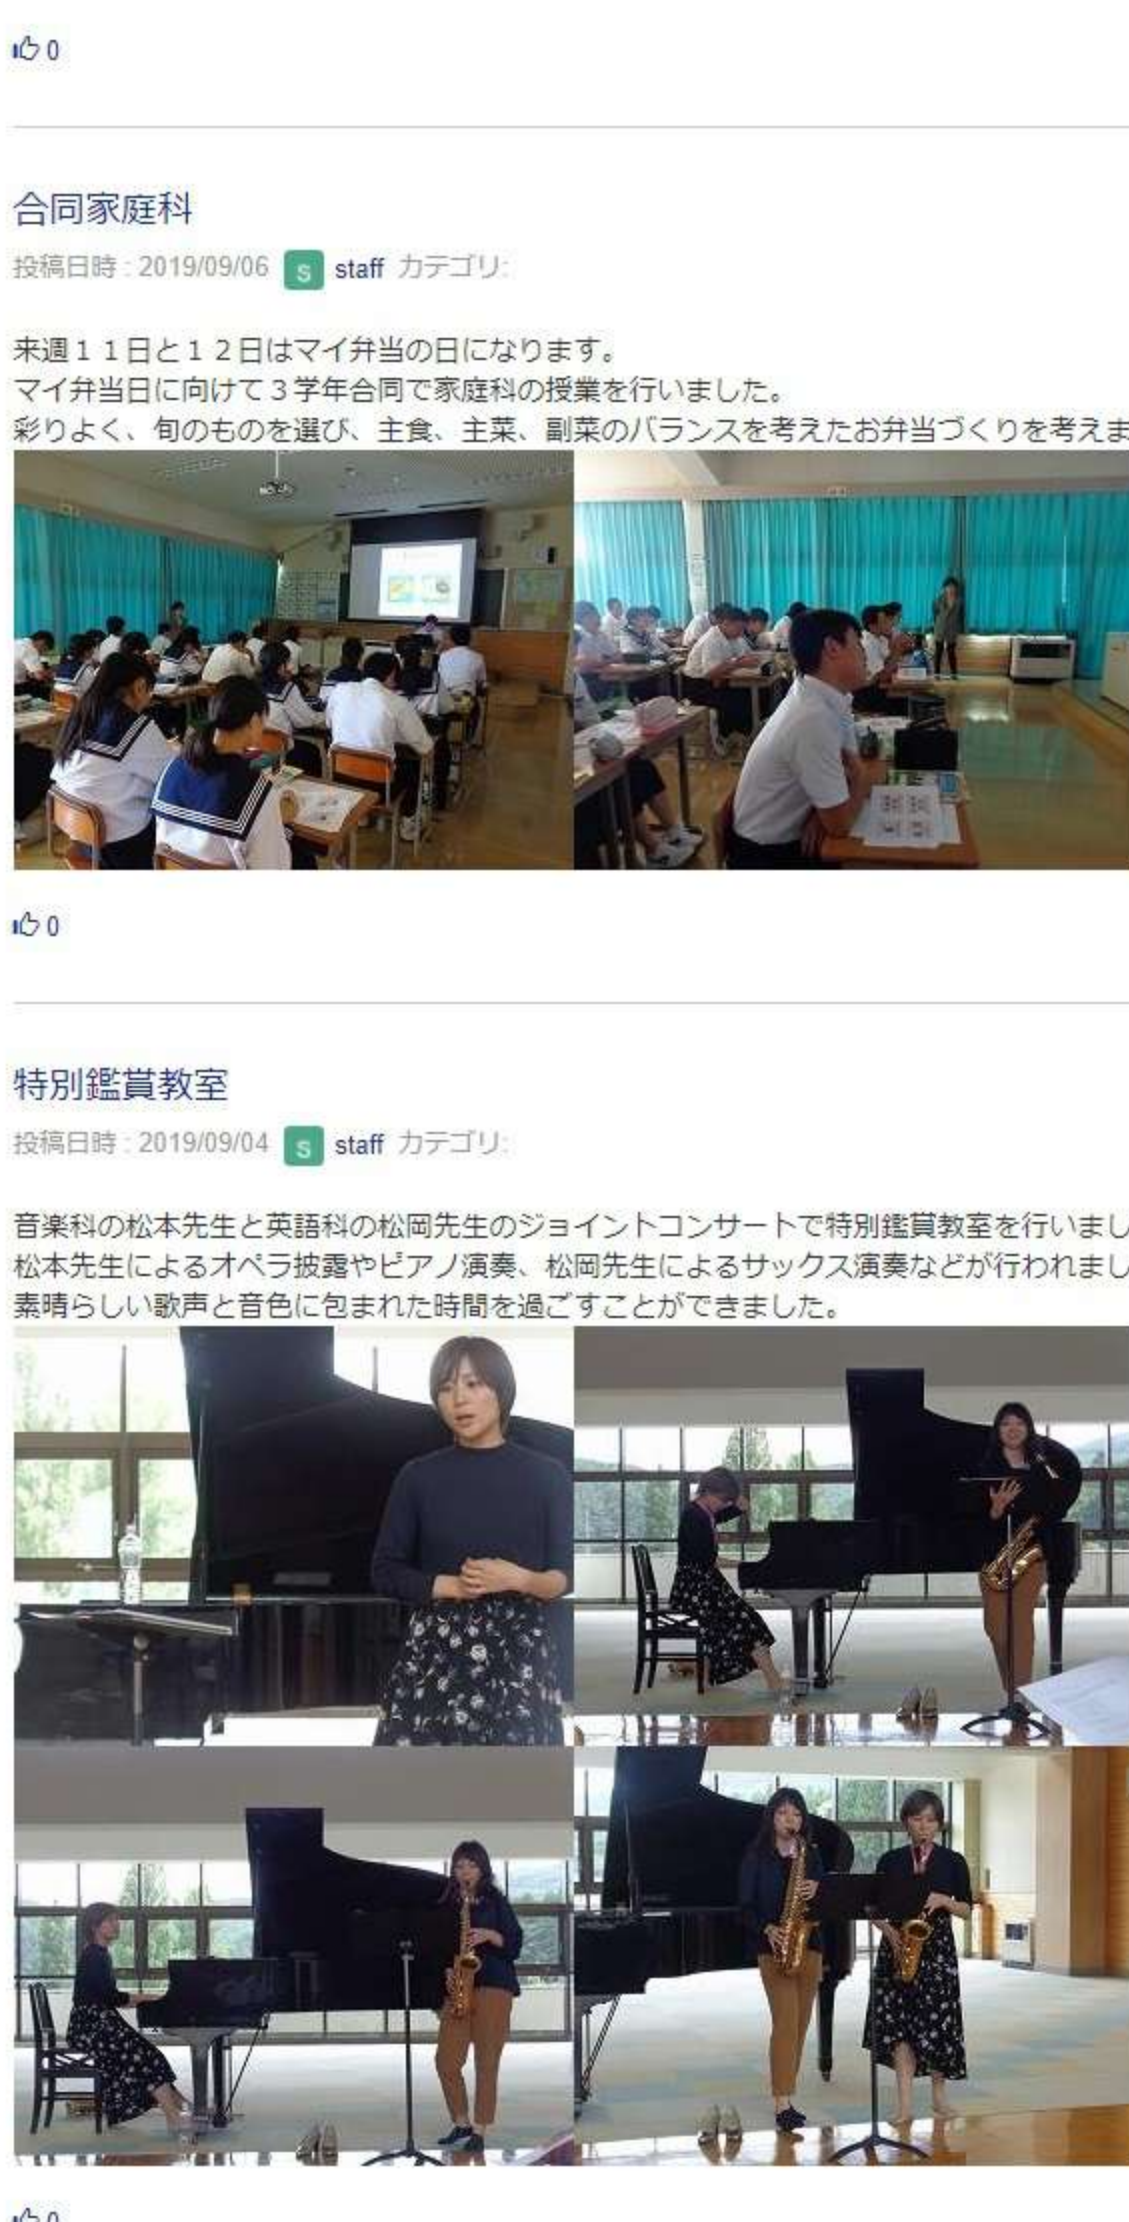 0
合同家庭科
投稿日時 : 2019/09/06 s staff カテゴリ:
来週１１日と１２日はマイ弁当の日になります。
マイ弁当日に向けて３学年合同で家庭科の授業を行いました。
彩りよく、旬のものを選び、主食、主菜、副菜のバランスを考えたお弁当づくりを考えま
0
特別鑑賞教室
投稿日時 : 2019/09/04 s staff カテゴリ:
音楽科の松本先生と英語科の松岡先生のジョイントコンサートで特別鑑賞教室を行いまし
松本先生によるオペラ披露やピアノ演奏、松岡先生によるサックス演奏などが行われまし
素晴らしい歌声と音色に包まれた時間を過ごすことができました。
0